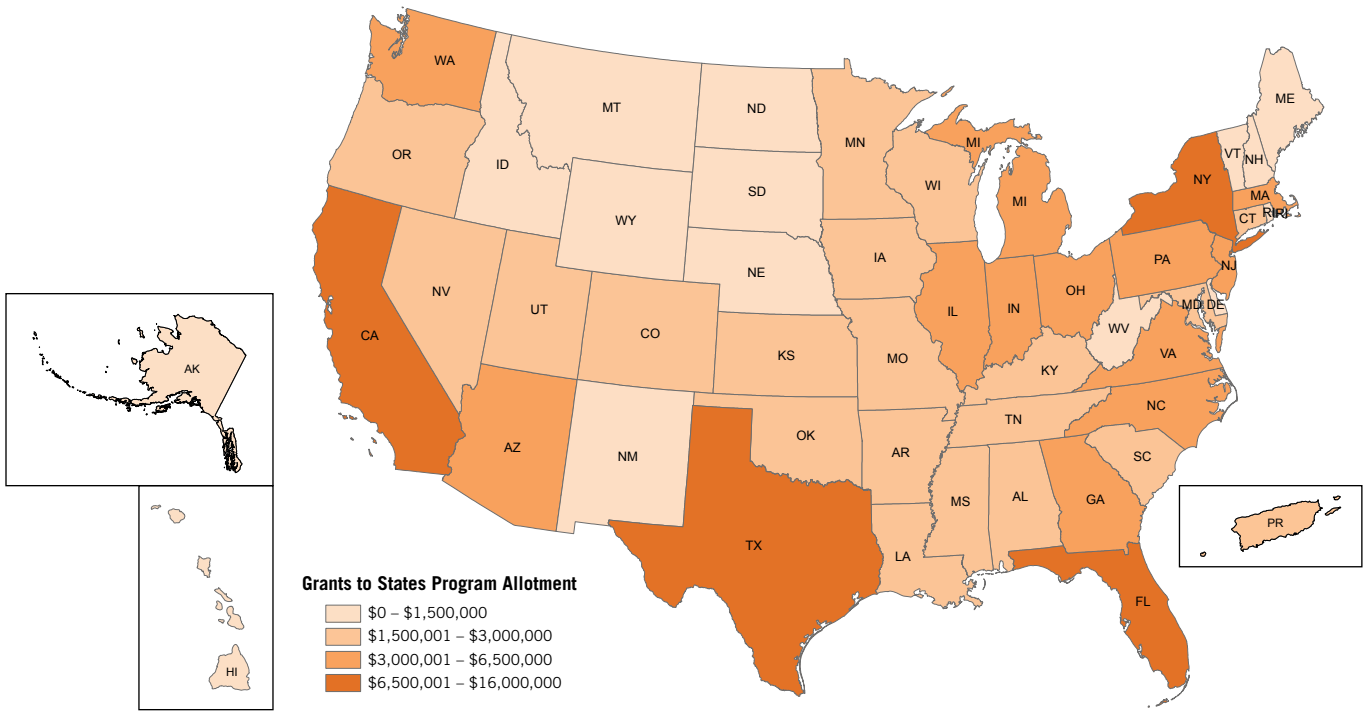 WA
MT
ND
MN
ME
OR
ID
SD
WI
MI
MI
VT
NH
NY
MA
CT
RI
RI
WY
NE
IA
PA
NJ
NV
UT
CO
IL
IN
OH
MD
DE
WV
VA
CA
KS
MO
KY
AK
AZ
NM
OK
AR
TN
NC
SC
MS
AL
GA
TX
LA
PR
FL
HI
Grants to States Program Allotment
$0 – $1,500,000
$1,500,001 – $3,000,000
$3,000,001 – $6,500,000
$6,500,001 – $16,000,000